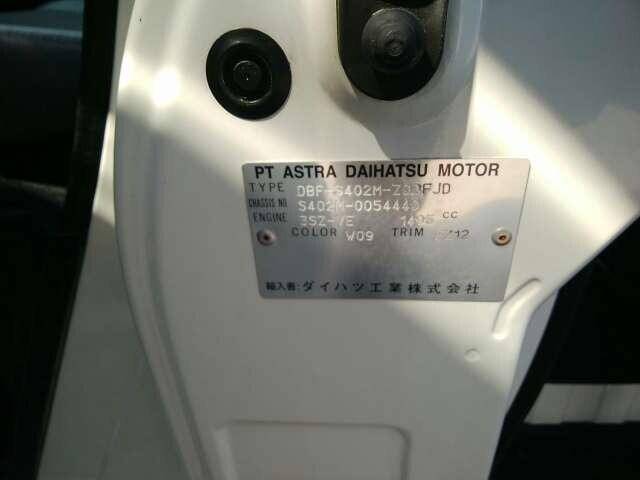 PT ASTRA DAIHATSU MOTOR
TYPE DBF-S402M-
CHASSIS NO S402M-0054440
ENGINE 3SZ-VE 1495 CC
COLOR W09 TRIM
輸入者:ダイハツ工業株式会社